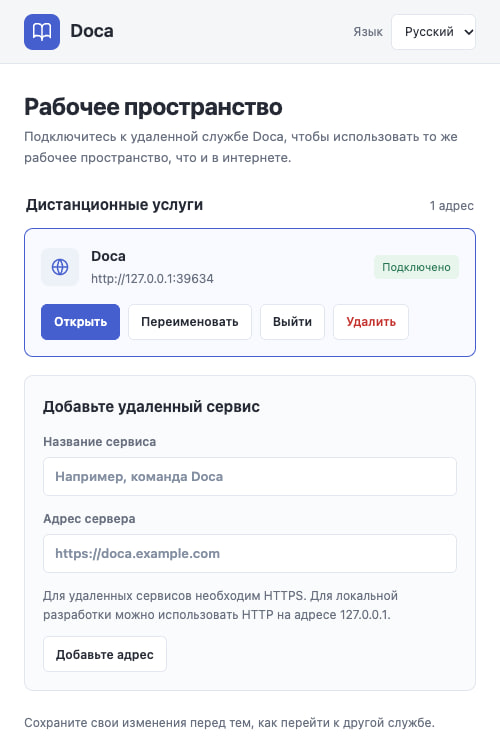 Doca
Язык
Русский
Рабочее пространство
Подключитесь к удаленной службе Doca, чтобы использовать то же
рабочее пространство, что и в интернете.
Дистанционные услуги
1 адрес
Doca
http://127.0.0.1:39634
Подключено
Открыть
Переименовать
Выйти
Удалить
Добавьте удаленный сервис
Название сервиса
Например, команда Doca
Адрес сервера
https://doca.example.com
Для удаленных сервисов необходим HTTPS. Для локальной
разработки можно использовать HTTP на адресе 127.0.0.1.
Добавьте адрес
Сохраните свои изменения перед тем, как перейти к другой службе.